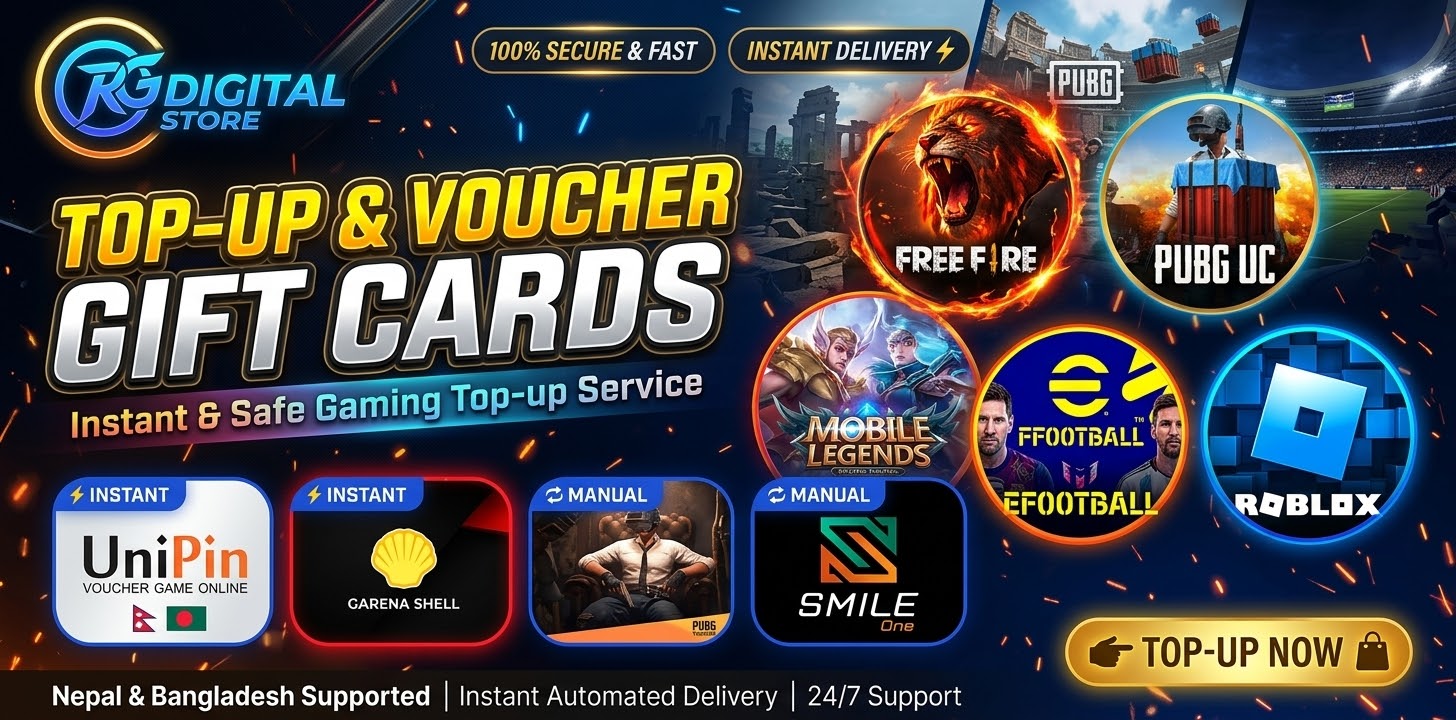 RG DIGITAL
STORE
100% SECURE & FAST
INSTANT DELIVERY
PUBG
TOP-UP & VOUCHER
GIFT CARDS
Instant & Safe Gaming Top-up Service
FREE FIRE
PUBG UC
MOBILE
LEGENDS
FFOOTBALL™
EFOOTBALL
ROBLOX
INSTANT
UniPin
VOUCHER GAME ONLINE
INSTANT
GARENA SHELL
MANUAL
PUBG
MANUAL
SMILE
One
TOP-UP NOW
Nepal & Bangladesh Supported | Instant Automated Delivery | 24/7 Support